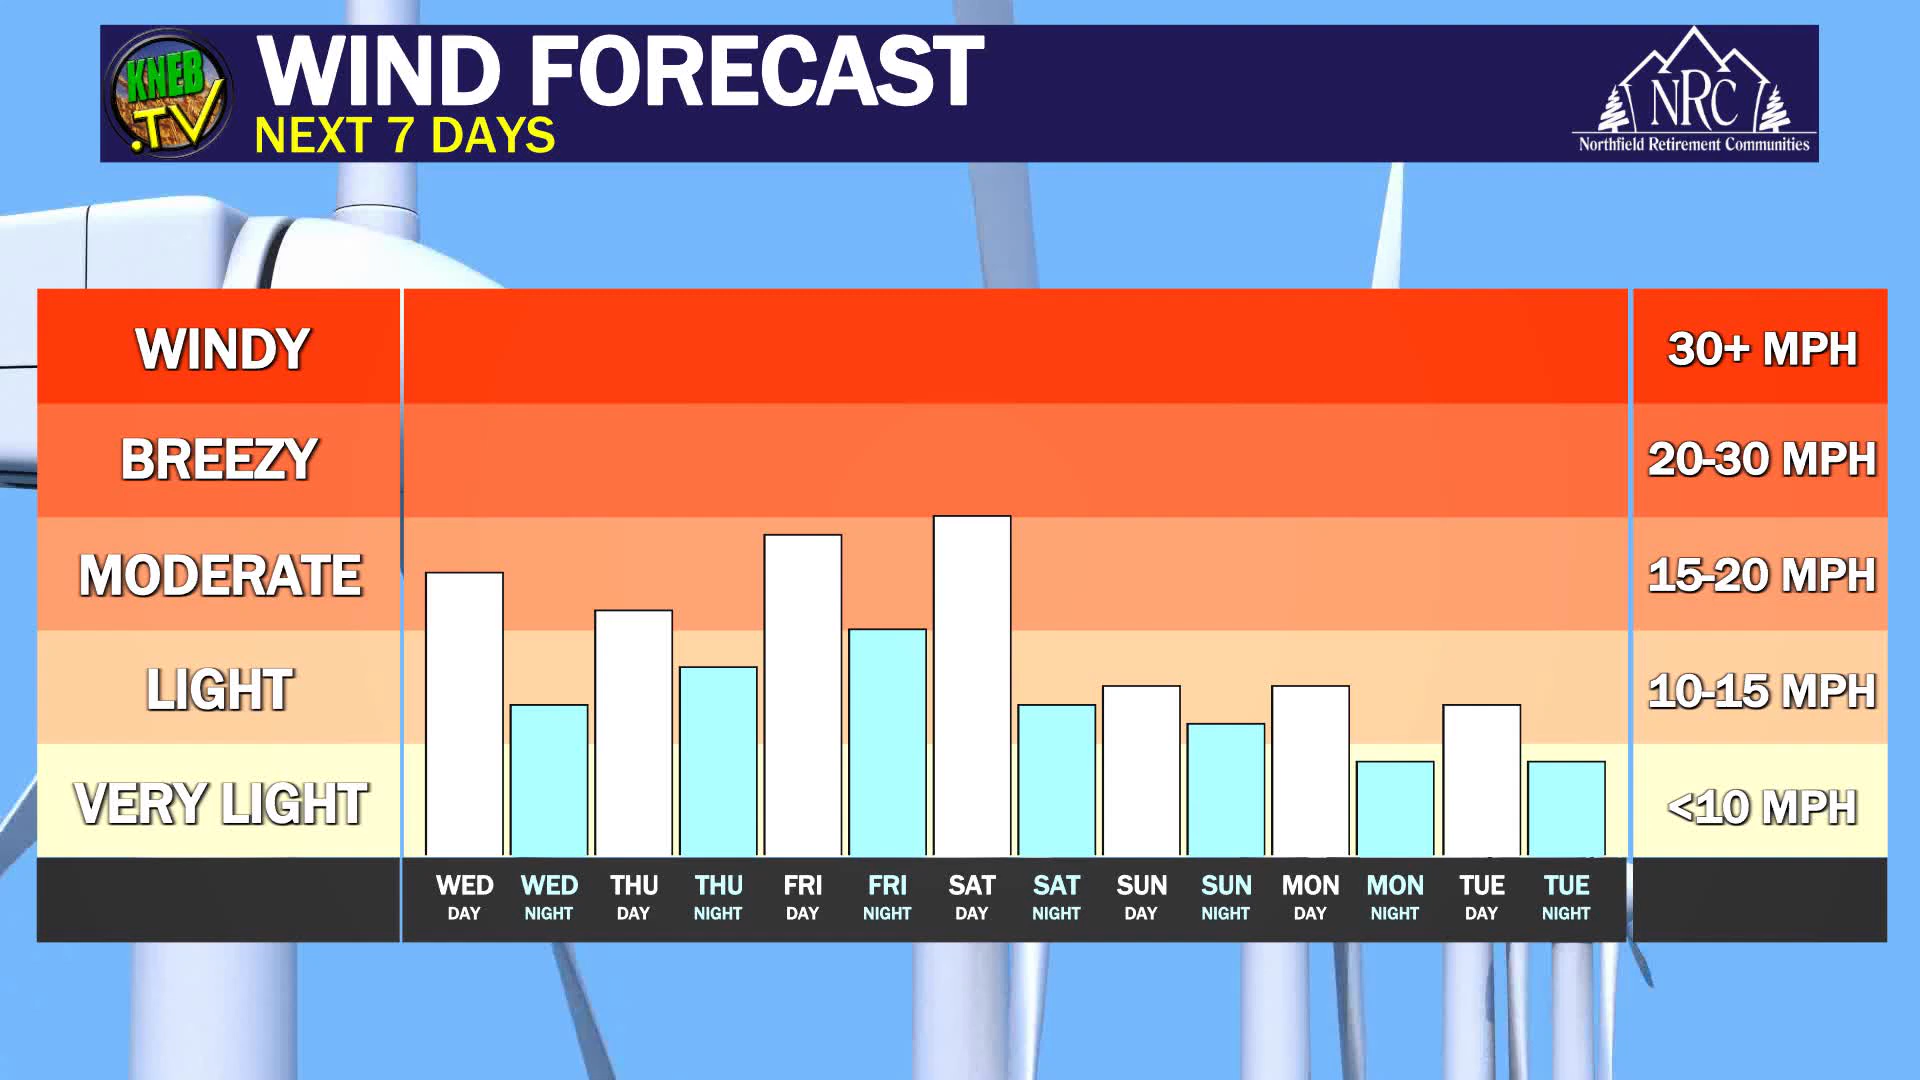 KNEB
.TV
WIND FORECAST
NEXT 7 DAYS
NRC
Northfield Retirement Communities
WINDY
30+ MPH
BREEZY
20-30 MPH
MODERATE
15-20 MPH
LIGHT
10-15 MPH
VERY LIGHT
<10 MPH
WED WED THU THU FRI FRI SAT SAT SUN SUN MON MON TUE TUE
DAY NIGHT DAY NIGHT DAY NIGHT DAY NIGHT DAY NIGHT DAY NIGHT DAY NIGHT